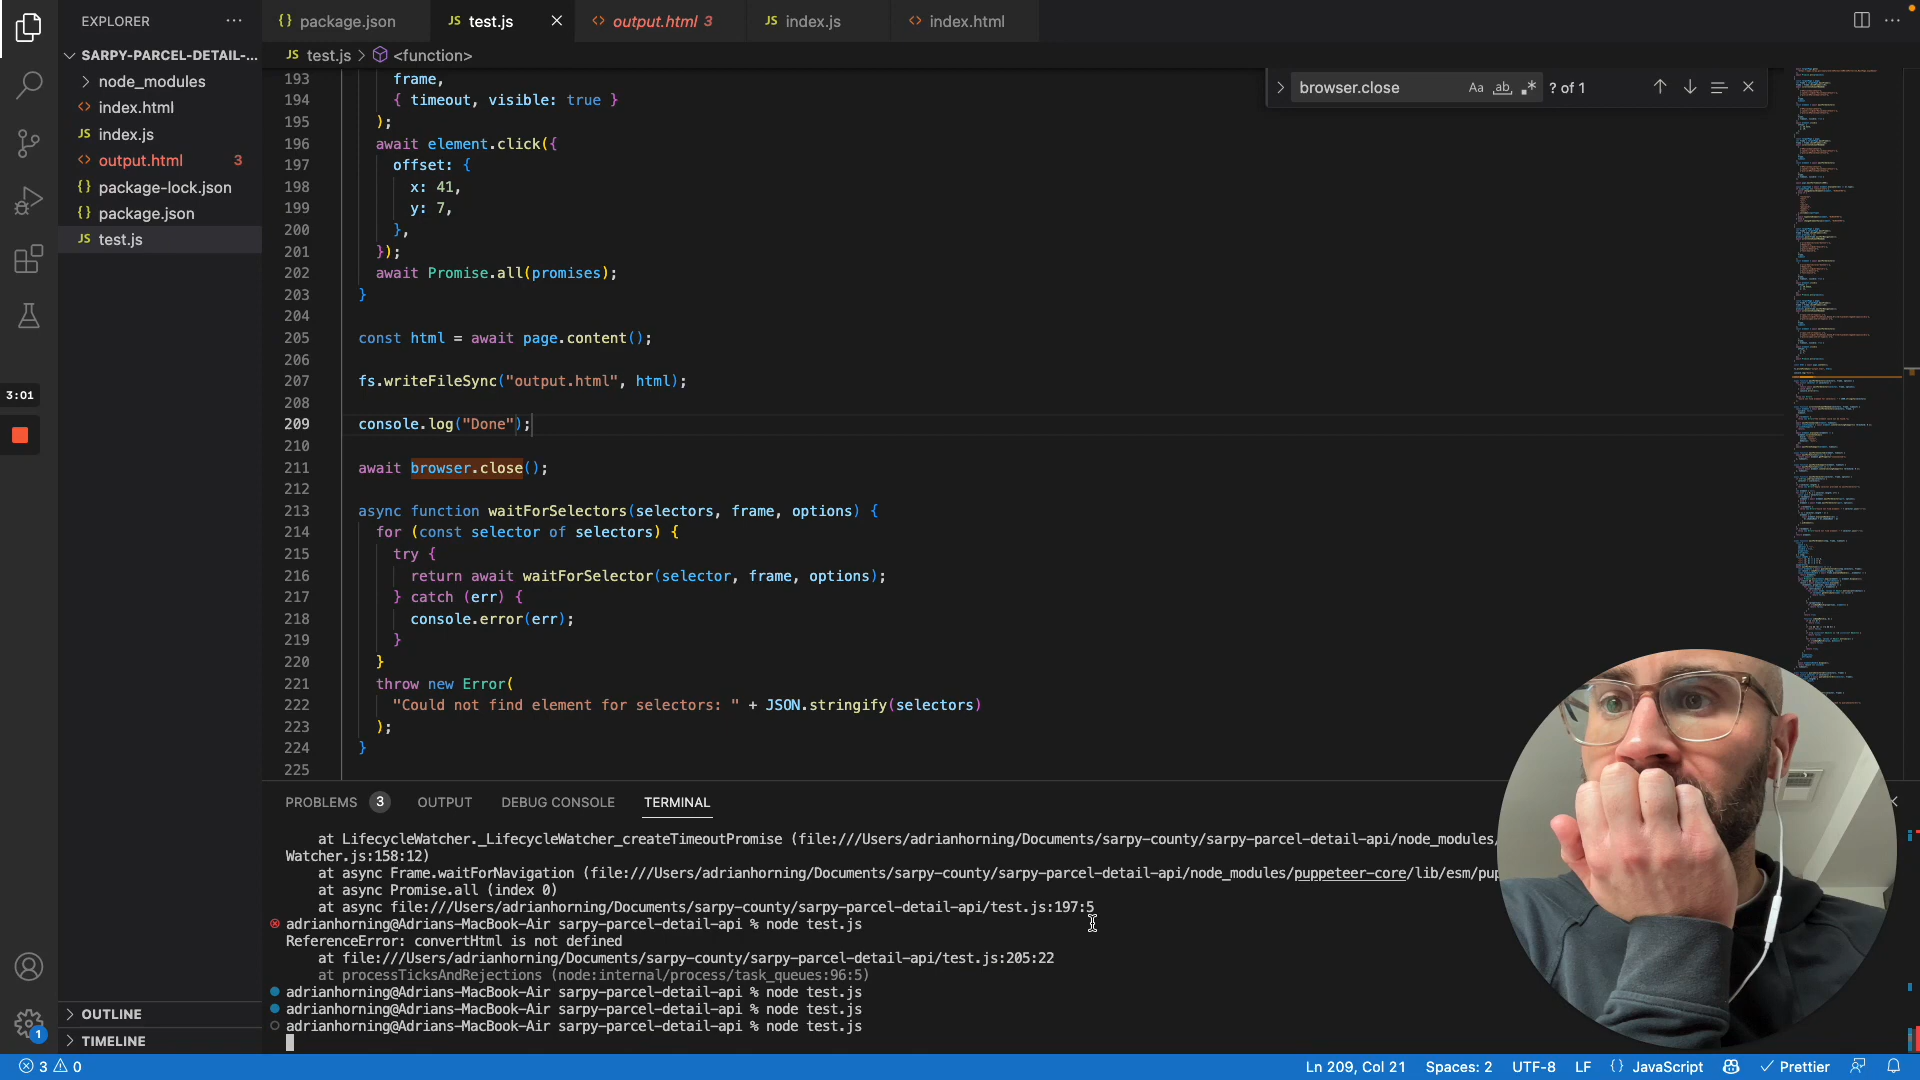 EXPLORER
package.json
test.js
output.html 3
index.js
index.html
SARPY-PARCEL-DETAIL-...
node_modules
index.html
index.js
output.html 3
package-lock.json
package.json
test.js
3:01
OUTLINE
TIMELINE
1
test.js > <function>
browser.close
Aa
ab
? of 1
193 frame,
194 { timeout, visible: true }
195 );
196 await element.click({
197 offset: {
198 x: 41,
199 y: 7,
200 },
201 });
202 await Promise.all(promises);
203 }
204
205 const html = await page.content();
206
207 fs.writeFileSync("output.html", html);
208
209 console.log("Done");
210
211 await browser.close();
212
213 async function waitForSelectors(selectors, frame, options) {
214 for (const selector of selectors) {
215 try {
216 return await waitForSelector(selector, frame, options);
217 } catch (err) {
218 console.error(err);
219 }
220 }
221 throw new Error(
222 "Could not find element for selectors: " + JSON.stringify(selectors)
223 );
224 }
225
PROBLEMS 3
OUTPUT
DEBUG CONSOLE
TERMINAL
at LifecycleWatcher._LifecycleWatcher_createTimeoutPromise (file:///Users/adrianhorning/Documents/sarpy-county/sarpy-parcel-detail-api/node_modules/
Watcher.js:158:12)
at async Frame.waitForNavigation (file:///Users/adrianhorning/Documents/sarpy-county/sarpy-parcel-detail-api/node_modules/puppeteer-core/lib/esm/pup
at async Promise.all (index 0)
at async file:///Users/adrianhorning/Documents/sarpy-county/sarpy-parcel-detail-api/test.js:197:5
adrianhorning@Adrians-MacBook-Air sarpy-parcel-detail-api % node test.js
ReferenceError: convertHtml is not defined
at file:///Users/adrianhorning/Documents/sarpy-county/sarpy-parcel-detail-api/test.js:205:22
at processTicksAndRejections (node:internal/process/task_queues:96:5)
adrianhorning@Adrians-MacBook-Air sarpy-parcel-detail-api % node test.js
adrianhorning@Adrians-MacBook-Air sarpy-parcel-detail-api % node test.js
adrianhorning@Adrians-MacBook-Air sarpy-parcel-detail-api % node test.js
3 0
Ln 209, Col 21
Spaces: 2
UTF-8
LF
JavaScript
Prettier